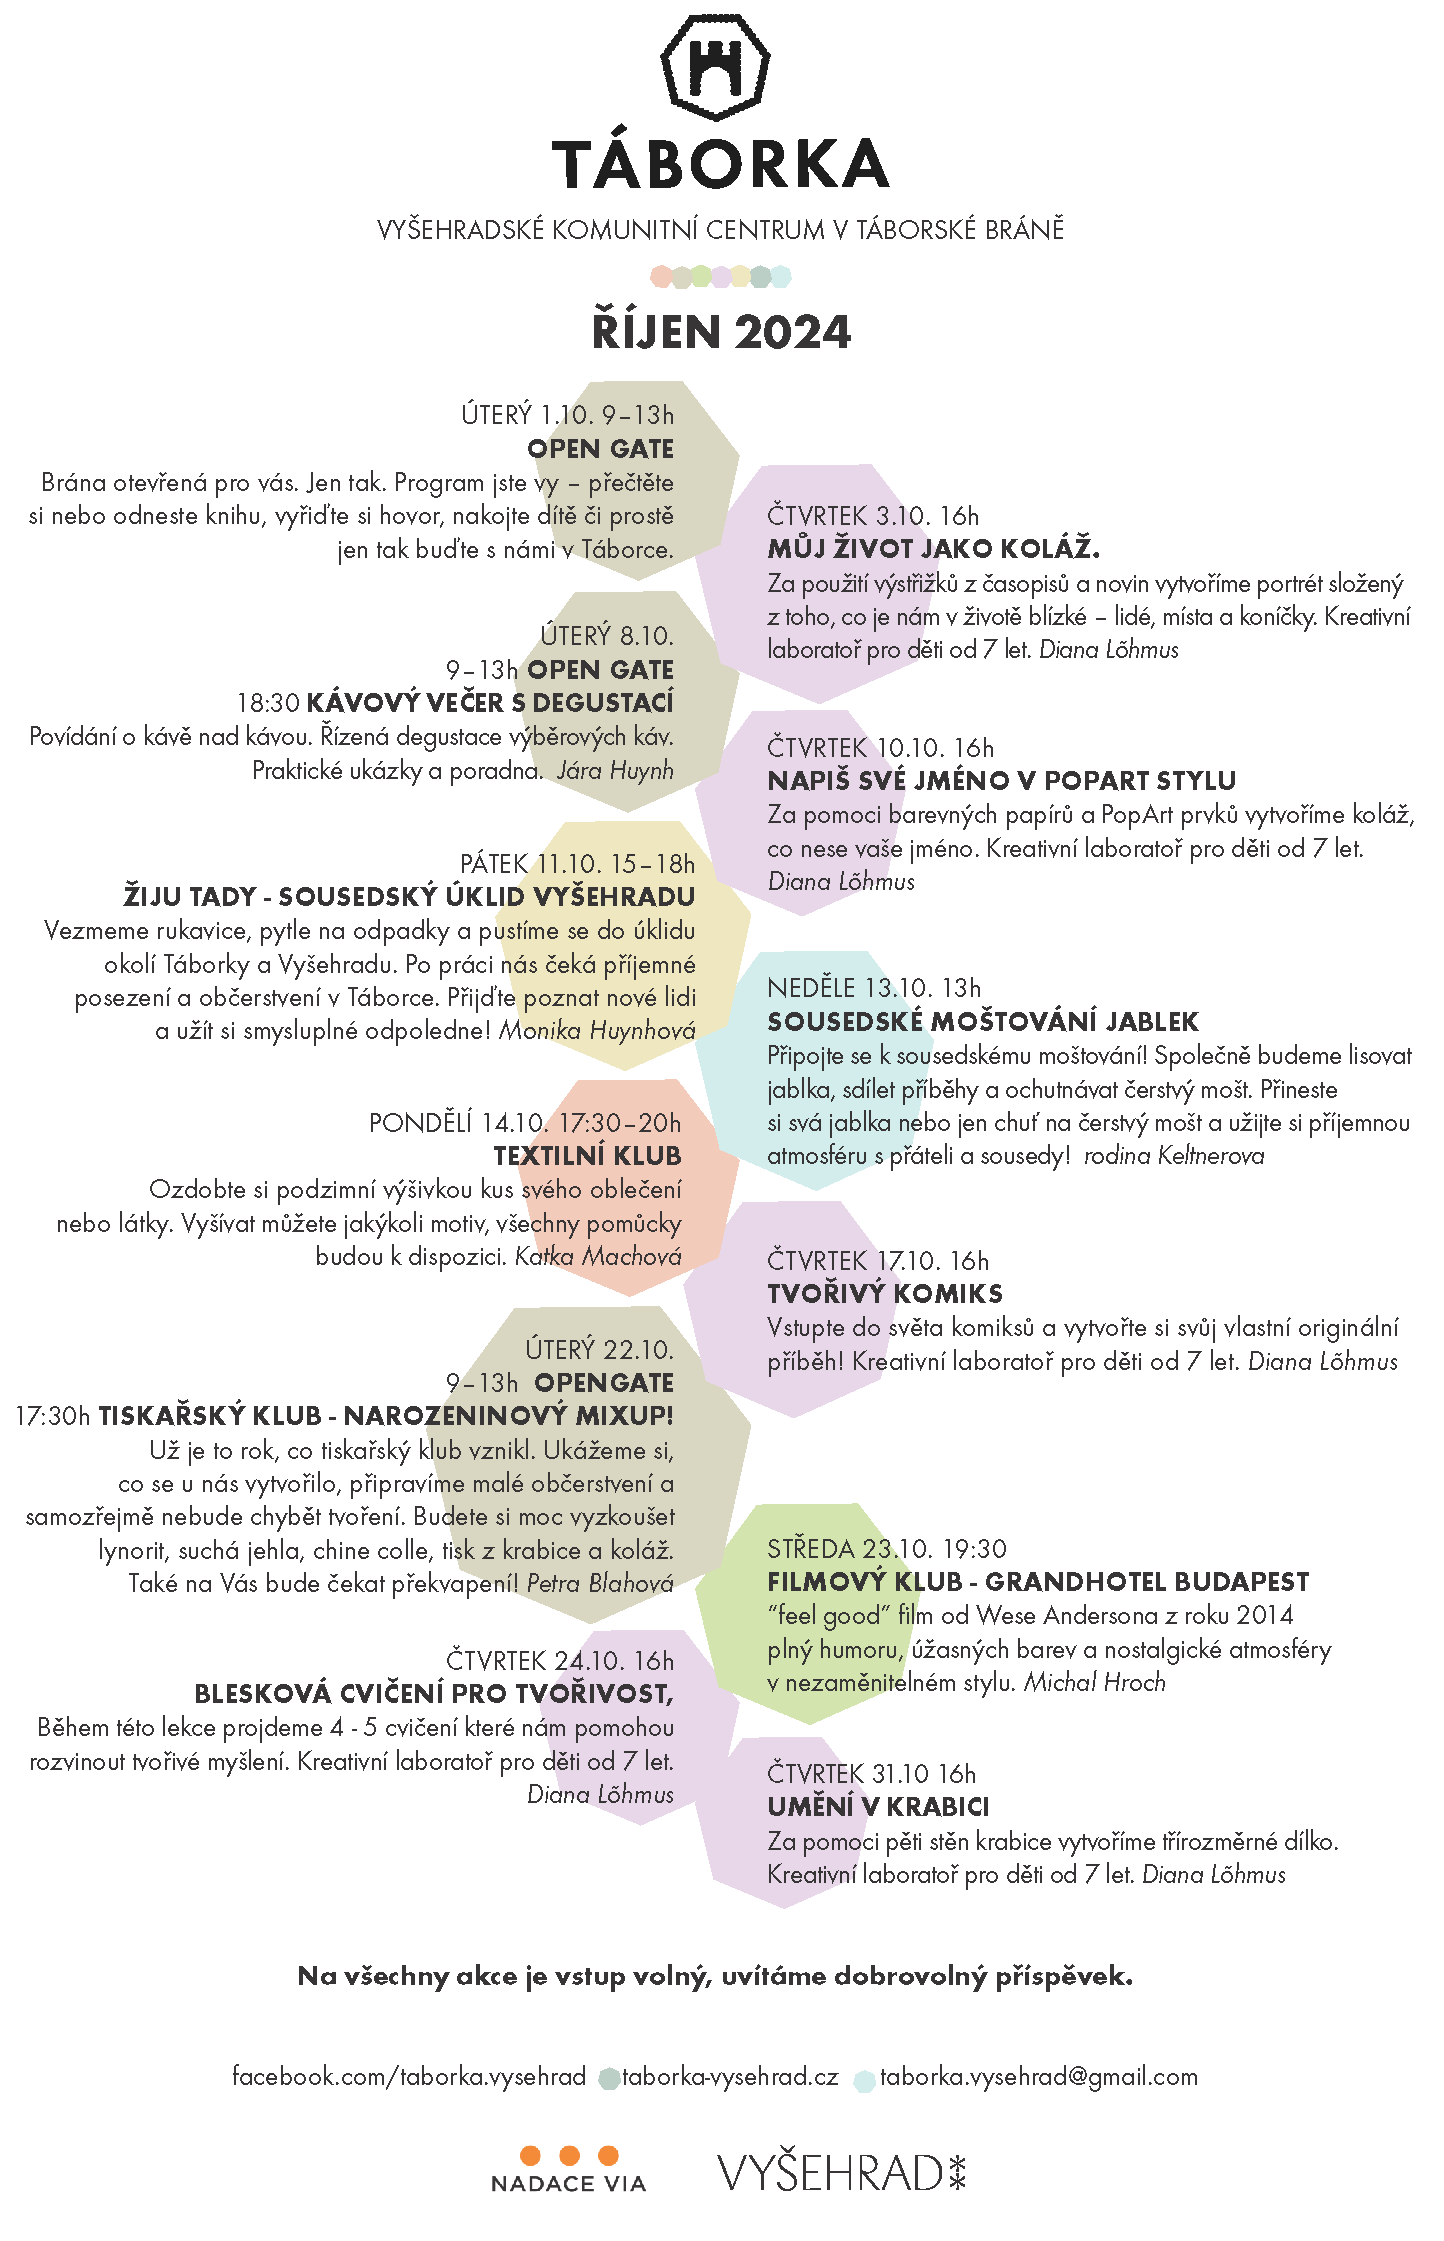 TÁBORKA
VYŠEHRADSKÉ KOMUNITNÍ CENTRUM V TÁBORSKÉ BRÁNĚ
ŘÍJEN 2024
ÚTERÝ 1.10. 9–13h
OPEN GATE
Brána otevřená pro vás. Jen tak. Program jste vy – přečtěte
si nebo odneste knihu, vyřiďte si hovor, nakojte dítě či prostě
jen tak buďte s námi v Táborce.
ČTVRTEK 3.10. 16h
MŮJ ŽIVOT JAKO KOLÁŽ.
Za použití výstřižků z časopisů a novin vytvoříme portrét složený
z toho, co je nám v životě blízké – lidé, místa a koníčky. Kreativní
laboratoř pro děti od 7 let. Diana Lõhmus
ÚTERÝ 8.10.
9–13h OPEN GATE
18:30 KÁVOVÝ VEČER S DEGUSTACÍ
Povídání o kávě nad kávou. Řízená degustace výběrových káv.
Praktické ukázky a poradna. Jára Huynh
ČTVRTEK 10.10. 16h
NAPIŠ SVÉ JMÉNO V POPART STYLU
Za pomoci barevných papírů a PopArt prvků vytvoříme koláž,
co nese vaše jméno. Kreativní laboratoř pro děti od 7 let.
Diana Lõhmus
PÁTEK 11.10. 15–18h
ŽIJU TADY - SOUSEDSKÝ ÚKLID VYŠEHRADU
Vezmeme rukavice, pytle na odpadky a pustíme se do úklidu
okolí Táborky a Vyšehradu. Po práci nás čeká příjemné
posezení a občerstvení v Táborce. Přijďte poznat nové lidi
a užít si smysluplné odpoledne! Monika Huynhová
NEDĚLE 13.10. 13h
SOUSEDSKÉ MOŠTOVÁNÍ JABLEK
Připojte se k sousedskému moštování! Společně budeme lisovat
jablka, sdílet příběhy a ochutnávat čerstvý mošt. Přineste
si svá jablka nebo jen chuť na čerstvý mošt a užijte si příjemnou
atmosféru s přáteli a sousedy! rodina Keltnerova
PONDĚLÍ 14.10. 17:30–20h
TEXTILNÍ KLUB
Ozdobte si podzimní výšivkou kus svého oblečení
nebo látky. Vyšívat můžete jakýkoli motiv, všechny pomůcky
budou k dispozici. Katka Machová
ČTVRTEK 17.10. 16h
TVOŘIVÝ KOMIKS
Vstupte do světa komiksů a vytvořte si svůj vlastní originální
příběh! Kreativní laboratoř pro děti od 7 let. Diana Lõhmus
ÚTERÝ 22.10.
9–13h OPENGATE
17:30h TISKAŘSKÝ KLUB - NAROZENINOVÝ MIXUP!
Už je to rok, co tiskařský klub vznikl. Ukážeme si,
co se u nás vytvořilo, připravíme malé občerstvení a
samozřejmě nebude chybět tvoření. Budete si moc vyzkoušet
lynorit, suchá jehla, chine colle, tisk z krabice a koláž.
Také na Vás bude čekat překvapení! Petra Blahová
STŘEDA 23.10. 19:30
FILMOVÝ KLUB - GRANDHOTEL BUDAPEST
“feel good” film od Wese Andersona z roku 2014
plný humoru, úžasných barev a nostalgické atmosféry
v nezaměnitelném stylu. Michal Hroch
ČTVRTEK 24.10. 16h
BLESKOVÁ CVIČENÍ PRO TVOŘIVOST,
Během této lekce projdeme 4 - 5 cvičení které nám pomohou
rozvinout tvořivé myšlení. Kreativní laboratoř pro děti od 7 let.
Diana Lõhmus
ČTVRTEK 31.10 16h
UMĚNÍ V KRABICI
Za pomoci pěti stěn krabice vytvoříme třírozměrné dílko.
Kreativní laboratoř pro děti od 7 let. Diana Lõhmus
Na všechny akce je vstup volný, uvítáme dobrovolný příspěvek.
facebook.com/taborka.vysehrad taborka-vysehrad.cz taborka.vysehrad@gmail.com
NADACE VIA
VYŠEHRAD